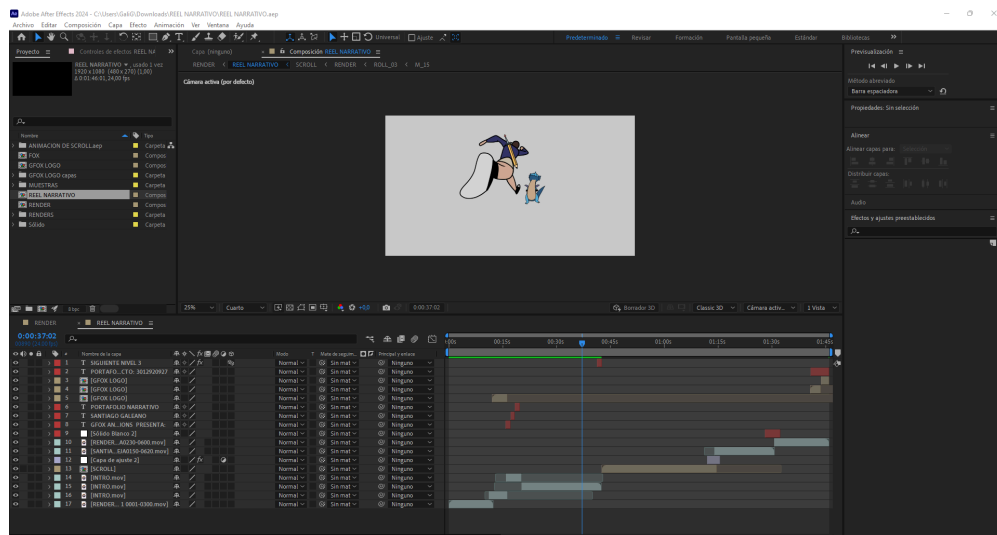 Adobe After Effects 2024 - C:\Users\GabO\Downloads\REEL NARRATIVO\REEL NARRATIVO.aep
Archivo Editar Composición Capa Efecto Animación Ver Ventana Ayuda
Universal Ajuste Predeterminado Revisar Formación Pantalla pequeña Estándar Bibliotecas
Proyecto Controles de efectos REEL NA
Capa: (ninguno) Composición REEL NARRATIVO
Previsualización
REEL NARRATIVO , usado 1 vez
1920 x 1080 (480 x 270) (1,00)
Δ 0:01:46:01, 24,00 fps
RENDER REEL NARRATIVO SCROLL RENDER ROLL_03 M_15
Cámara activa (por defecto)
Método abreviado
Barra espaciadora
Propiedades: Sin selección
Nombre Tipo
ANIMACION DE SCROLL.aep Carpeta
FOX Compos
GFOX LOGO Compos
GFOX LOGO capas Carpeta
MUESTRAS Carpeta
REEL NARRATIVO Compos
RENDER Compos
RENDERS Carpeta
Sólido Carpeta
Alinear
Alinear capas para:
Distribuir capas:
Audio
Efectos y ajustes preestablecidos
8 bpc
25% Cuarto +0,0 0:00:37:02 Borrador 3D Classic 3D Cámara activ... 1 Vista
RENDER REEL NARRATIVO
0:00:37:02
:00s 00:15s 00:30s 00:45s 01:00s 01:15s 01:30s 01:45s
# Nombre de la capa Modo T Mate de seguim... Principal y enlace
1 T SIGUIENTE NIVEL 3 Normal Sin mat Ninguno
2 T PORTAFO...CTO: 3012920927 Normal Sin mat Ninguno
3 [GFOX LOGO] Normal Sin mat Ninguno
4 [GFOX LOGO] Normal Sin mat Ninguno
5 [GFOX LOGO] Normal Sin mat Ninguno
6 T PORTAFOLIO NARRATIVO Normal Sin mat Ninguno
7 T SANTIAGO GALEANO Normal Sin mat Ninguno
8 T GFOX AN...IONS PRESENTA: Normal Sin mat Ninguno
9 [Sólido Blanco 2] Normal Sin mat Ninguno
10 [RENDER...A0230-0600.mov] Normal Sin mat Ninguno
11 [SANTIA...EJA0150-0620.mov] Normal Sin mat Ninguno
12 [Capa de ajuste 2] Normal Sin mat Ninguno
13 [SCROLL] Normal Sin mat Ninguno
14 [INTRO.mov] Normal Sin mat Ninguno
15 [INTRO.mov] Normal Sin mat Ninguno
16 [INTRO.mov] Normal Sin mat Ninguno
17 [RENDER... 1 0001-0300.mov] Normal Sin mat Ninguno